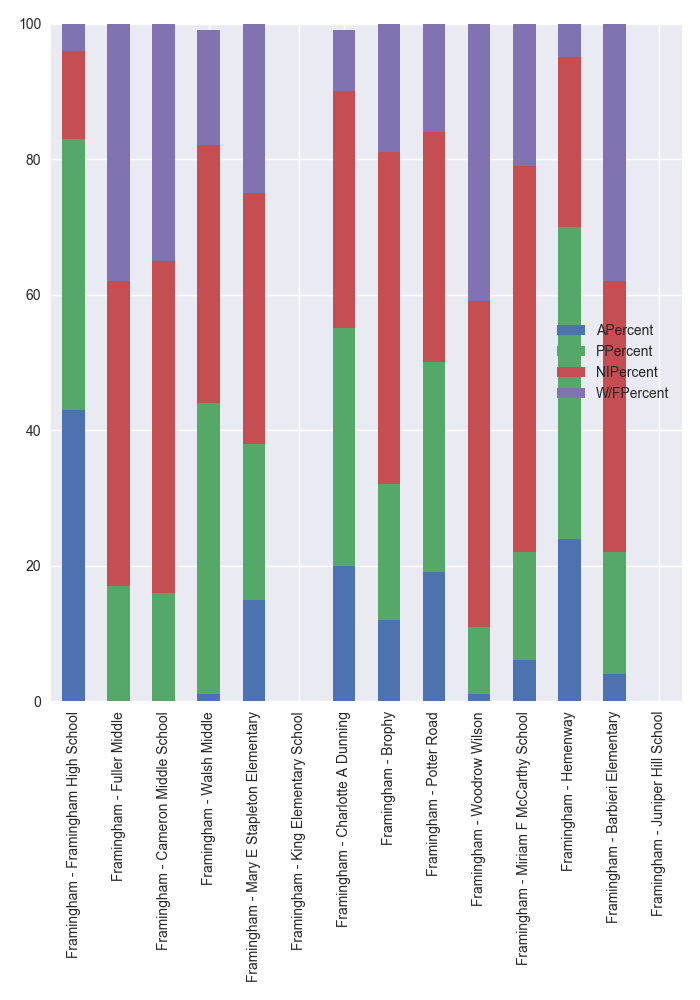 100
80
60
40
20
0
APercent
PPercent
NIPercent
W/FPercent
Framingham - Framingham High School
Framingham - Fuller Middle
Framingham - Cameron Middle School
Framingham - Walsh Middle
Framingham - Mary E Stapleton Elementary
Framingham - King Elementary School
Framingham - Charlotte A Dunning
Framingham - Brophy
Framingham - Potter Road
Framingham - Woodrow Wilson
Framingham - Miriam F McCarthy School
Framingham - Hemenway
Framingham - Barbieri Elementary
Framingham - Juniper Hill School